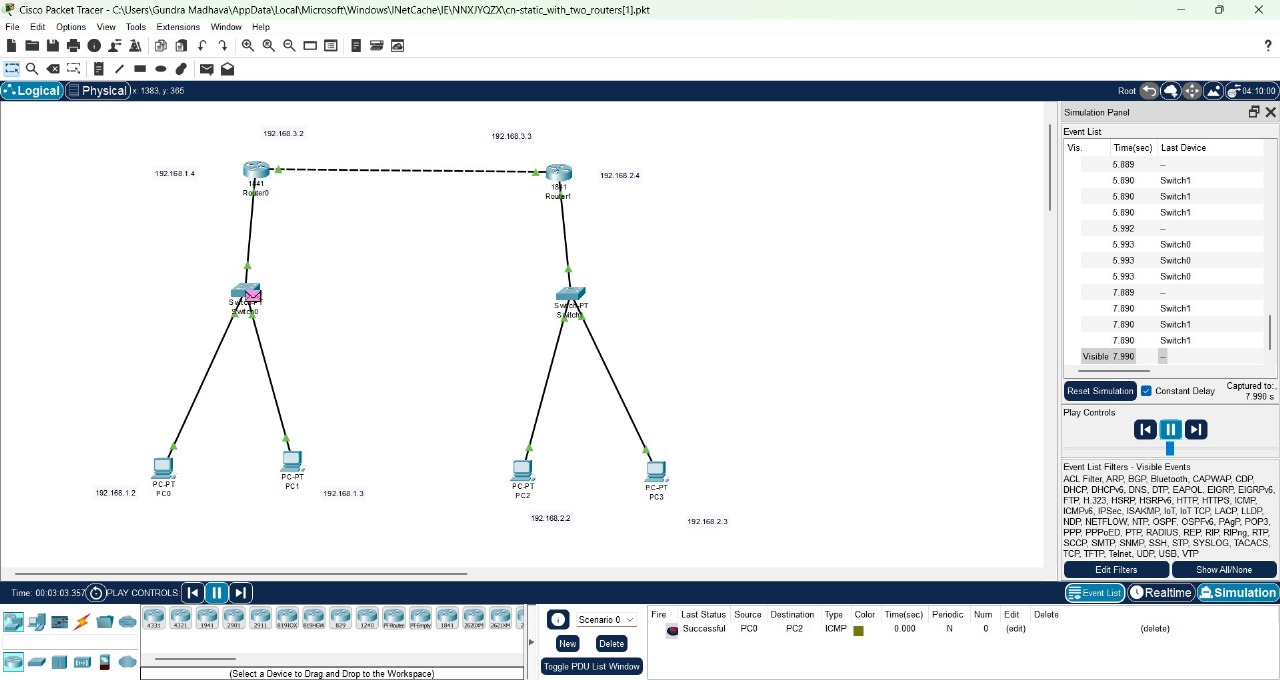 Cisco Packet Tracer - C:\Users\Gundra Madhava\AppData\Local\Microsoft\Windows\INetCache\IE\NNXJYQZX\cn-static_with_two_routers[1].pkt
File Edit Options View Tools Extensions Window Help
?
Logical Physical x: 1383, y: 365 Root 04:10:00
Simulation Panel
Event List
Vis. Time(sec) Last Device
5.889 --
5.890 Switch1
5.890 Switch1
5.890 Switch1
5.992 --
5.993 Switch0
5.993 Switch0
5.993 Switch0
7.889 --
7.890 Switch1
7.890 Switch1
7.890 Switch1
Visible 7.990 --
Reset Simulation Constant Delay Captured to:
7.990 s
Play Controls
Event List Filters - Visible Events
ACL Filter, ARP, BGP, Bluetooth, CAPWAP, CDP,
DHCP, DHCPv6, DNS, DTP, EAPOL, EIGRP, EIGRPv6,
FTP, H.323, HSRP, HSRPv6, HTTP, HTTPS, ICMP,
ICMPv6, IPSec, ISAKMP, IoT, IoT TCP, LACP, LLDP,
NDP, NETFLOW, NTP, OSPF, OSPFv6, PAgP, POP3,
PPP, PPPoED, PTP, RADIUS, REP, RIP, RIPng, RTP,
SCCP, SMTP, SNMP, SSH, STP, SYSLOG, TACACS,
TCP, TFTP, Telnet, UDP, USB, VTP
Edit Filters Show All/None
192.168.3.2
192.168.3.3
192.168.1.4
192.168.2.4
1841
Router0
1841
Router1
Switch-PT
Switch0
Switch-PT
PC-PT
PC0
PC-PT
PC1
PC-PT
PC2
PC-PT
PC3
192.168.1.2
192.168.1.3
192.168.2.2
192.168.2.3
Time: 00:03:03.357 PLAY CONTROLS:
Event List Realtime Simulation
4331 4321 1941 2901 2911 819IOX 819HGW 829 1240 PT-Router PT-Empty 1841 2620XM 2621XM
(Select a Device to Drag and Drop to the Workspace)
Scenario 0
New Delete
Toggle PDU List Window
Fire Last Status Source Destination Type Color Time(sec) Periodic Num Edit Delete
Successful PC0 PC2 ICMP 0.000 N 0 (edit) (delete)